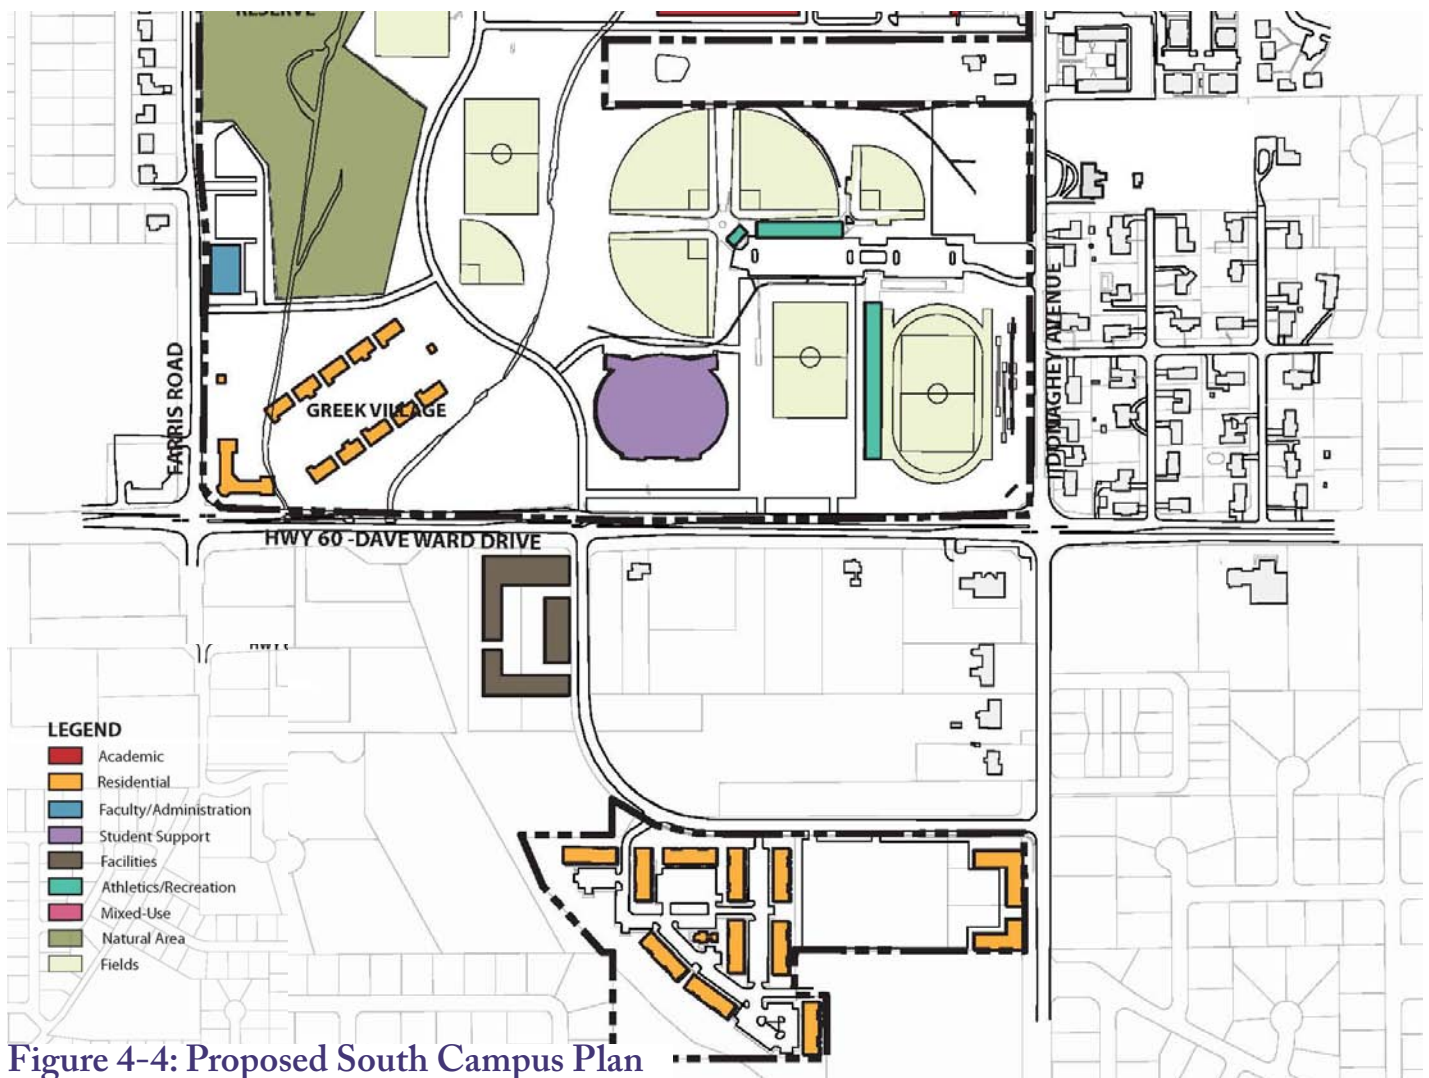 RESERVE
FARRIS ROAD
GREEK VILLAGE
DONAGHEY AVENUE
HWY 60 -DAVE WARD DRIVE
LEGEND
Academic
Residential
Faculty/Administration
Student Support
Facilities
Athletics/Recreation
Mixed-Use
Natural Area
Fields
Figure 4-4: Proposed South Campus Plan